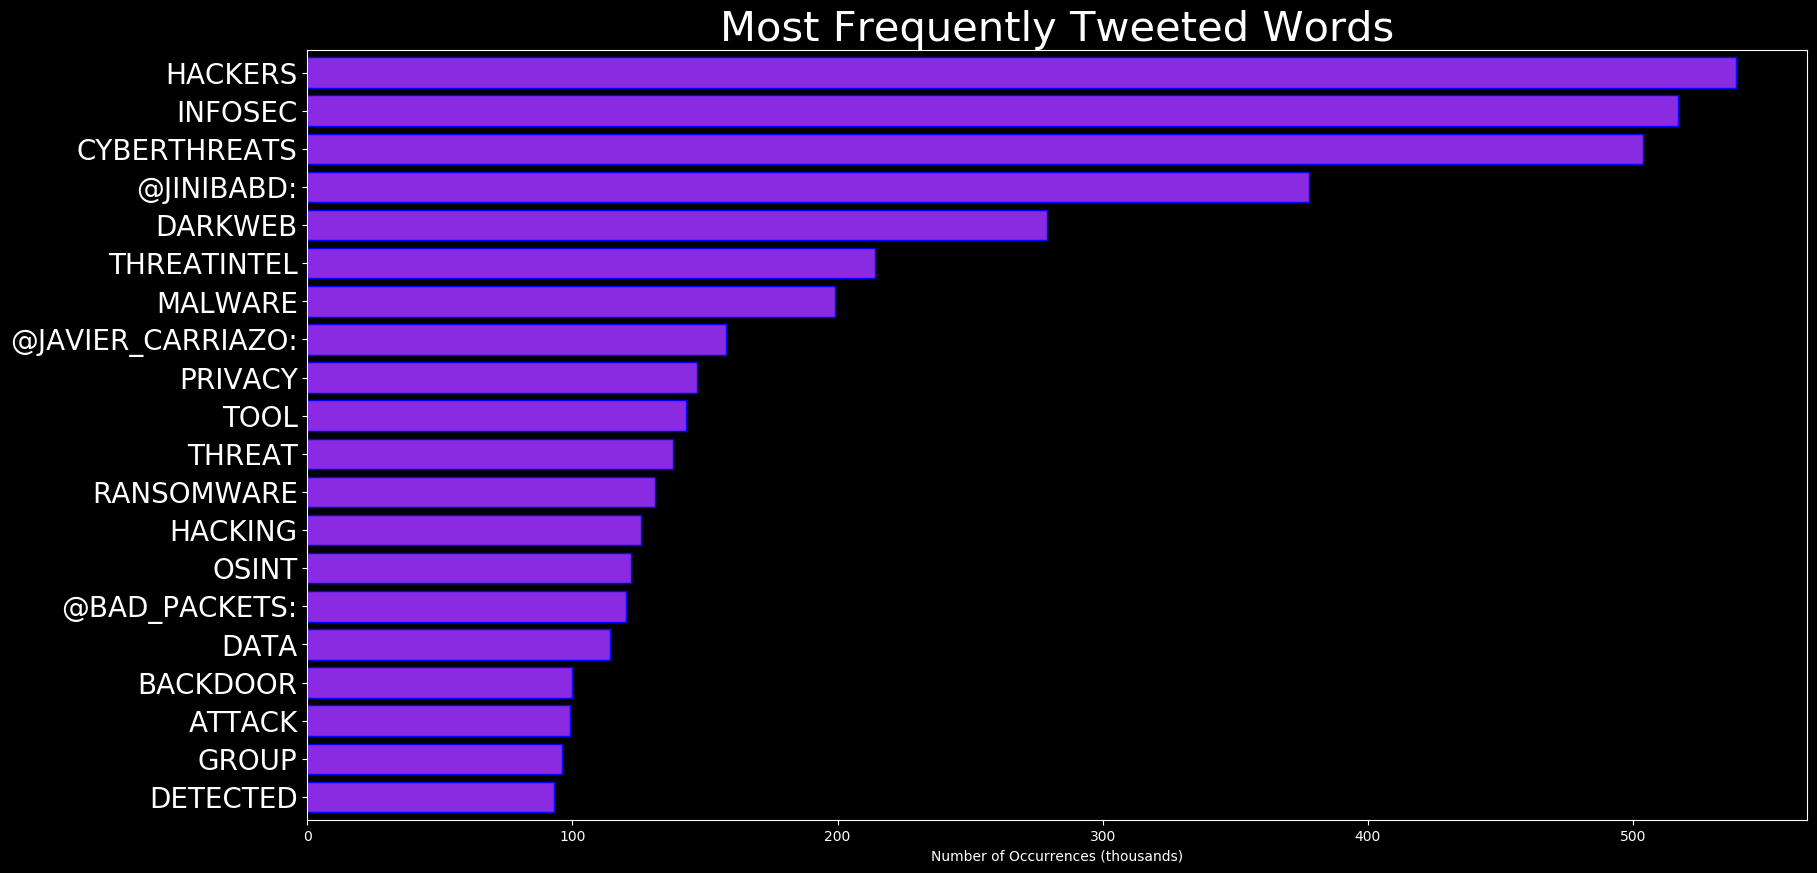 Most Frequently Tweeted Words
HACKERS
INFOSEC
CYBERTHREATS
@JINIBABD:
DARKWEB
THREATINTEL
MALWARE
@JAVIER_CARRIAZO:
PRIVACY
TOOL
THREAT
RANSOMWARE
HACKING
OSINT
@BAD_PACKETS:
DATA
BACKDOOR
ATTACK
GROUP
DETECTED
0 100 200 300 400 500
Number of Occurrences (thousands)